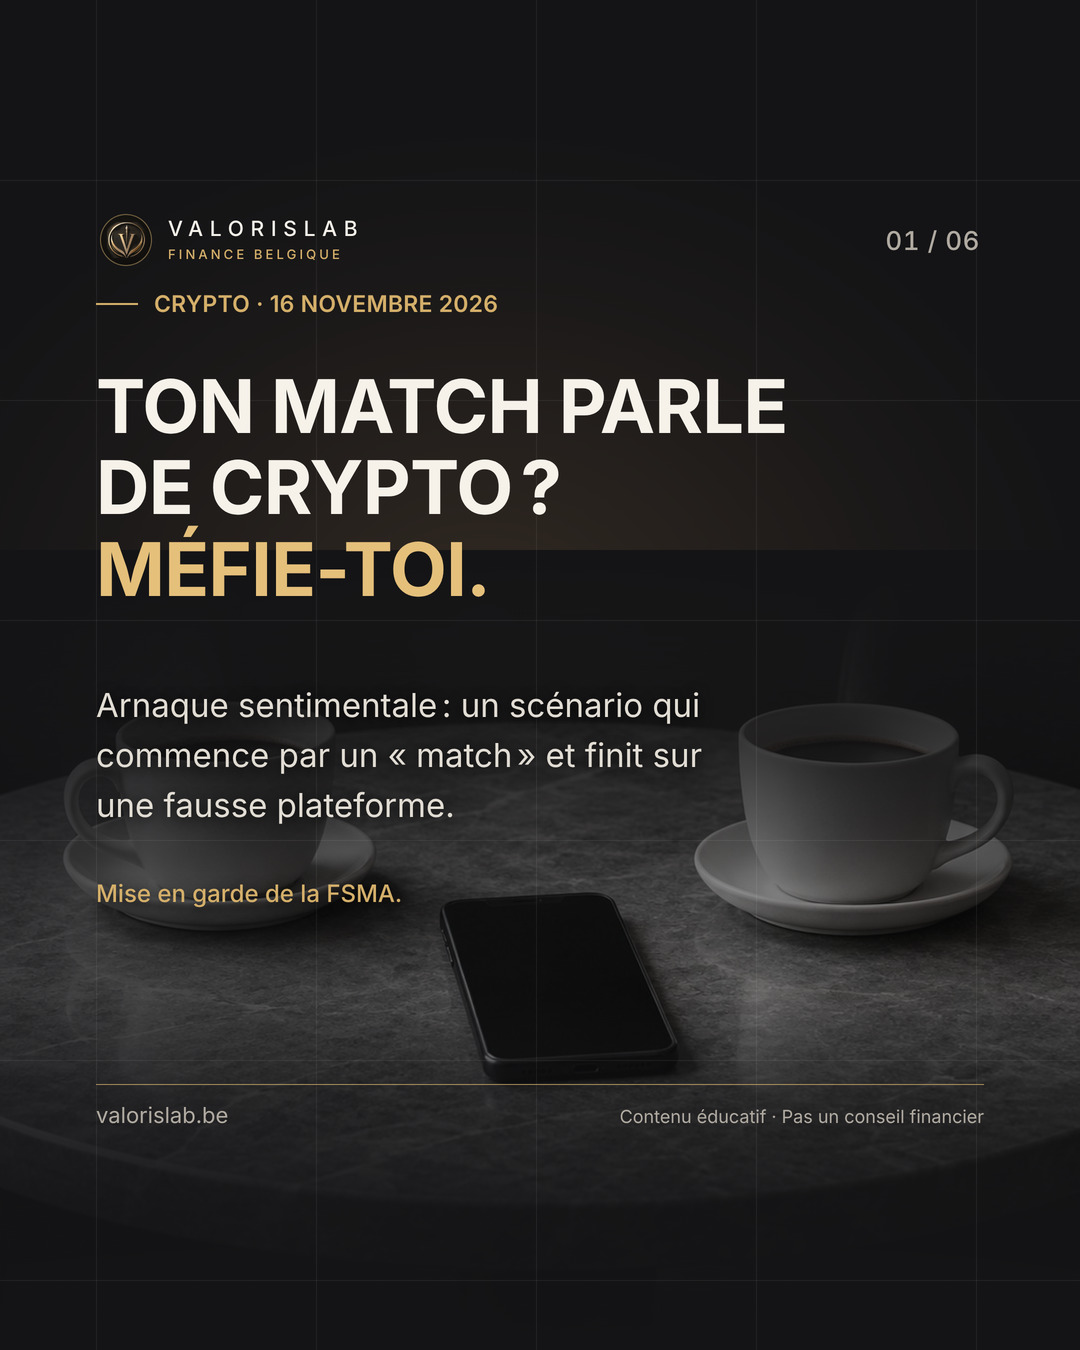 VALORISLAB
FINANCE BELGIQUE
01 / 06
CRYPTO · 16 NOVEMBRE 2026
TON MATCH PARLE
DE CRYPTO ?
MÉFIE-TOI.
Arnaque sentimentale : un scénario qui
commence par un « match » et finit sur
une fausse plateforme.
Mise en garde de la FSMA.
valorislab.be
Contenu éducatif · Pas un conseil financier